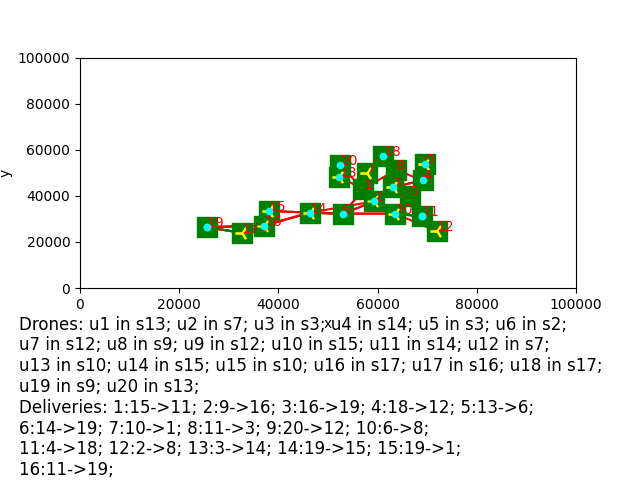 100000
80000
60000
40000
20000
0
y
0 20000 40000 60000 80000 100000
x
Drones: u1 in s13; u2 in s7; u3 in s3; u4 in s14; u5 in s3; u6 in s2;
u7 in s12; u8 in s9; u9 in s12; u10 in s15; u11 in s14; u12 in s7;
u13 in s10; u14 in s15; u15 in s10; u16 in s17; u17 in s16; u18 in s17;
u19 in s9; u20 in s13;
Deliveries: 1:15->11; 2:9->16; 3:16->19; 4:18->12; 5:13->6;
6:14->19; 7:10->1; 8:11->3; 9:20->12; 10:6->8;
11:4->18; 12:2->8; 13:3->14; 14:19->15; 15:19->1;
16:11->19;